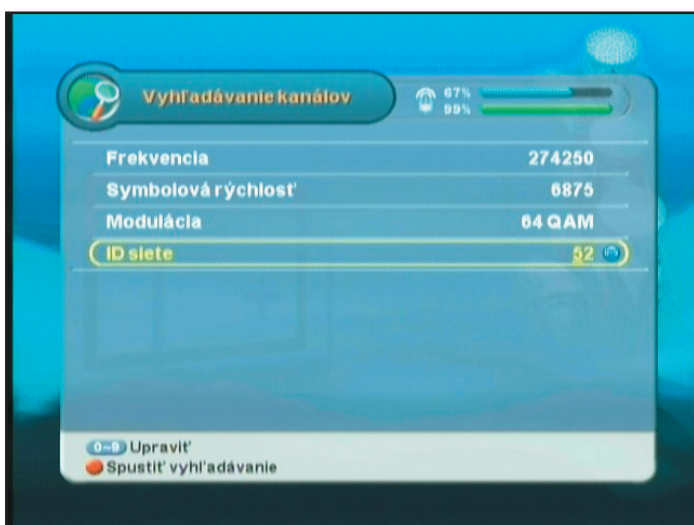 Vyhľadávanie kanálov
67%
99%
Frekvencia 274250
Symbolová rýchlosť 6875
Modulácia 64 QAM
ID siete 52
0~9 Upraviť
Spustiť vyhľadávanie